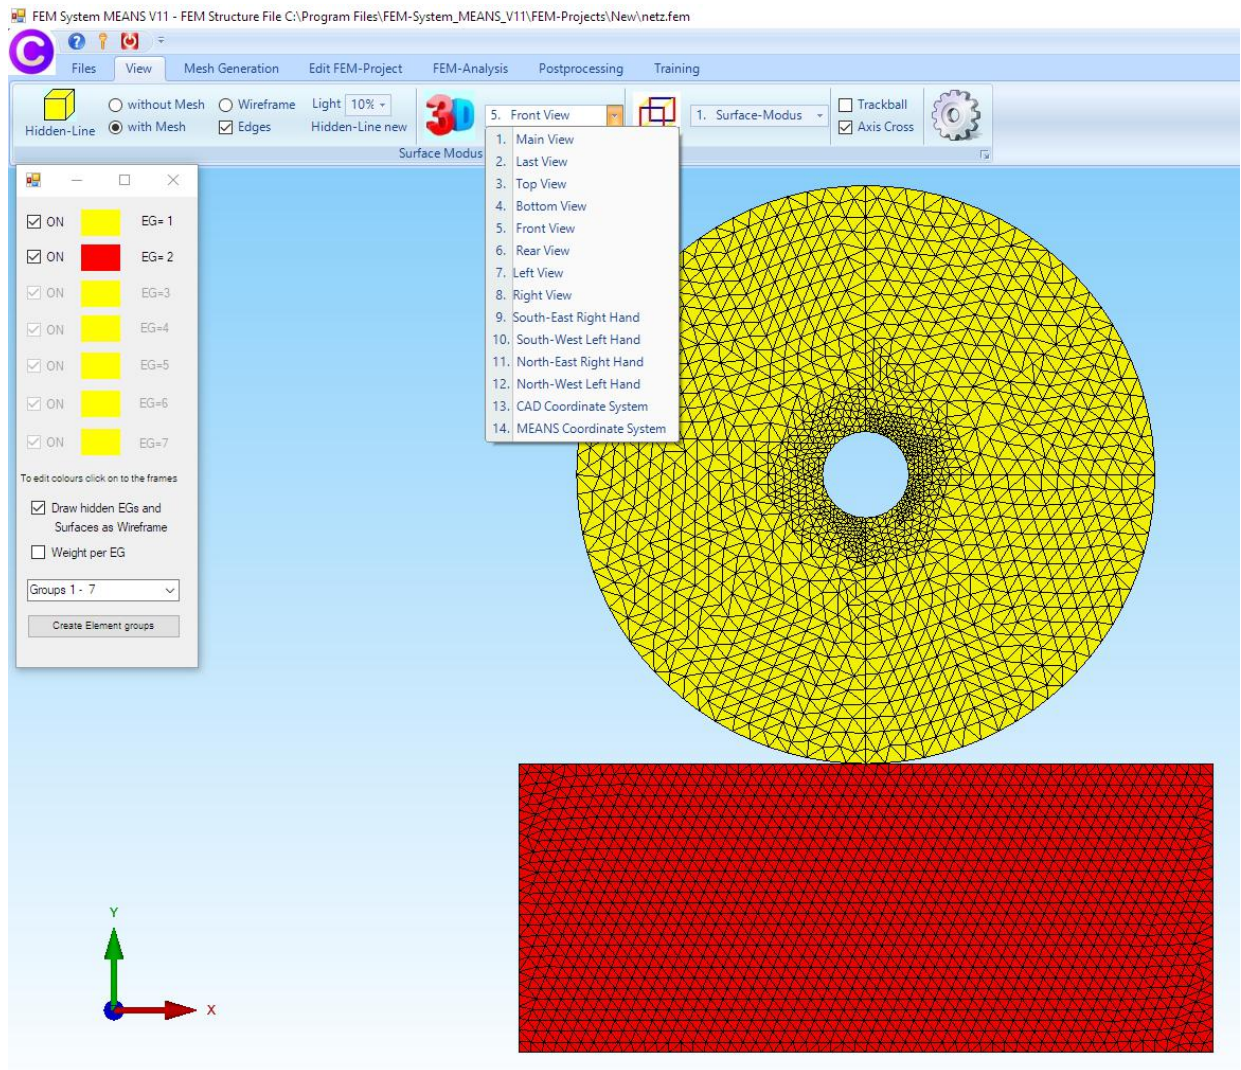 FEM System MEANS V11 - FEM Structure File C:\Program Files\FEM-System_MEANS_V11\FEM-Projects\New\netz.fem
Files View Mesh Generation Edit FEM-Project FEM-Analysis Postprocessing Training
Hidden-Line
without Mesh
with Mesh
Wireframe
Edges
Light 10%
Hidden-Line new
3D
5. Front View
1. Surface-Modus
Trackball
Axis Cross
Surface Modus
1. Main View
2. Last View
3. Top View
4. Bottom View
5. Front View
6. Rear View
7. Left View
8. Right View
9. South-East Right Hand
10. South-West Left Hand
11. North-East Right Hand
12. North-West Left Hand
13. CAD Coordinate System
14. MEANS Coordinate System
ON EG= 1
ON EG= 2
ON EG=3
ON EG=4
ON EG=5
ON EG=6
ON EG=7
To edit colours click on to the frames
Draw hidden EGs and
Surfaces as Wireframe
Weight per EG
Groups 1 - 7
Create Element groups
Y
X